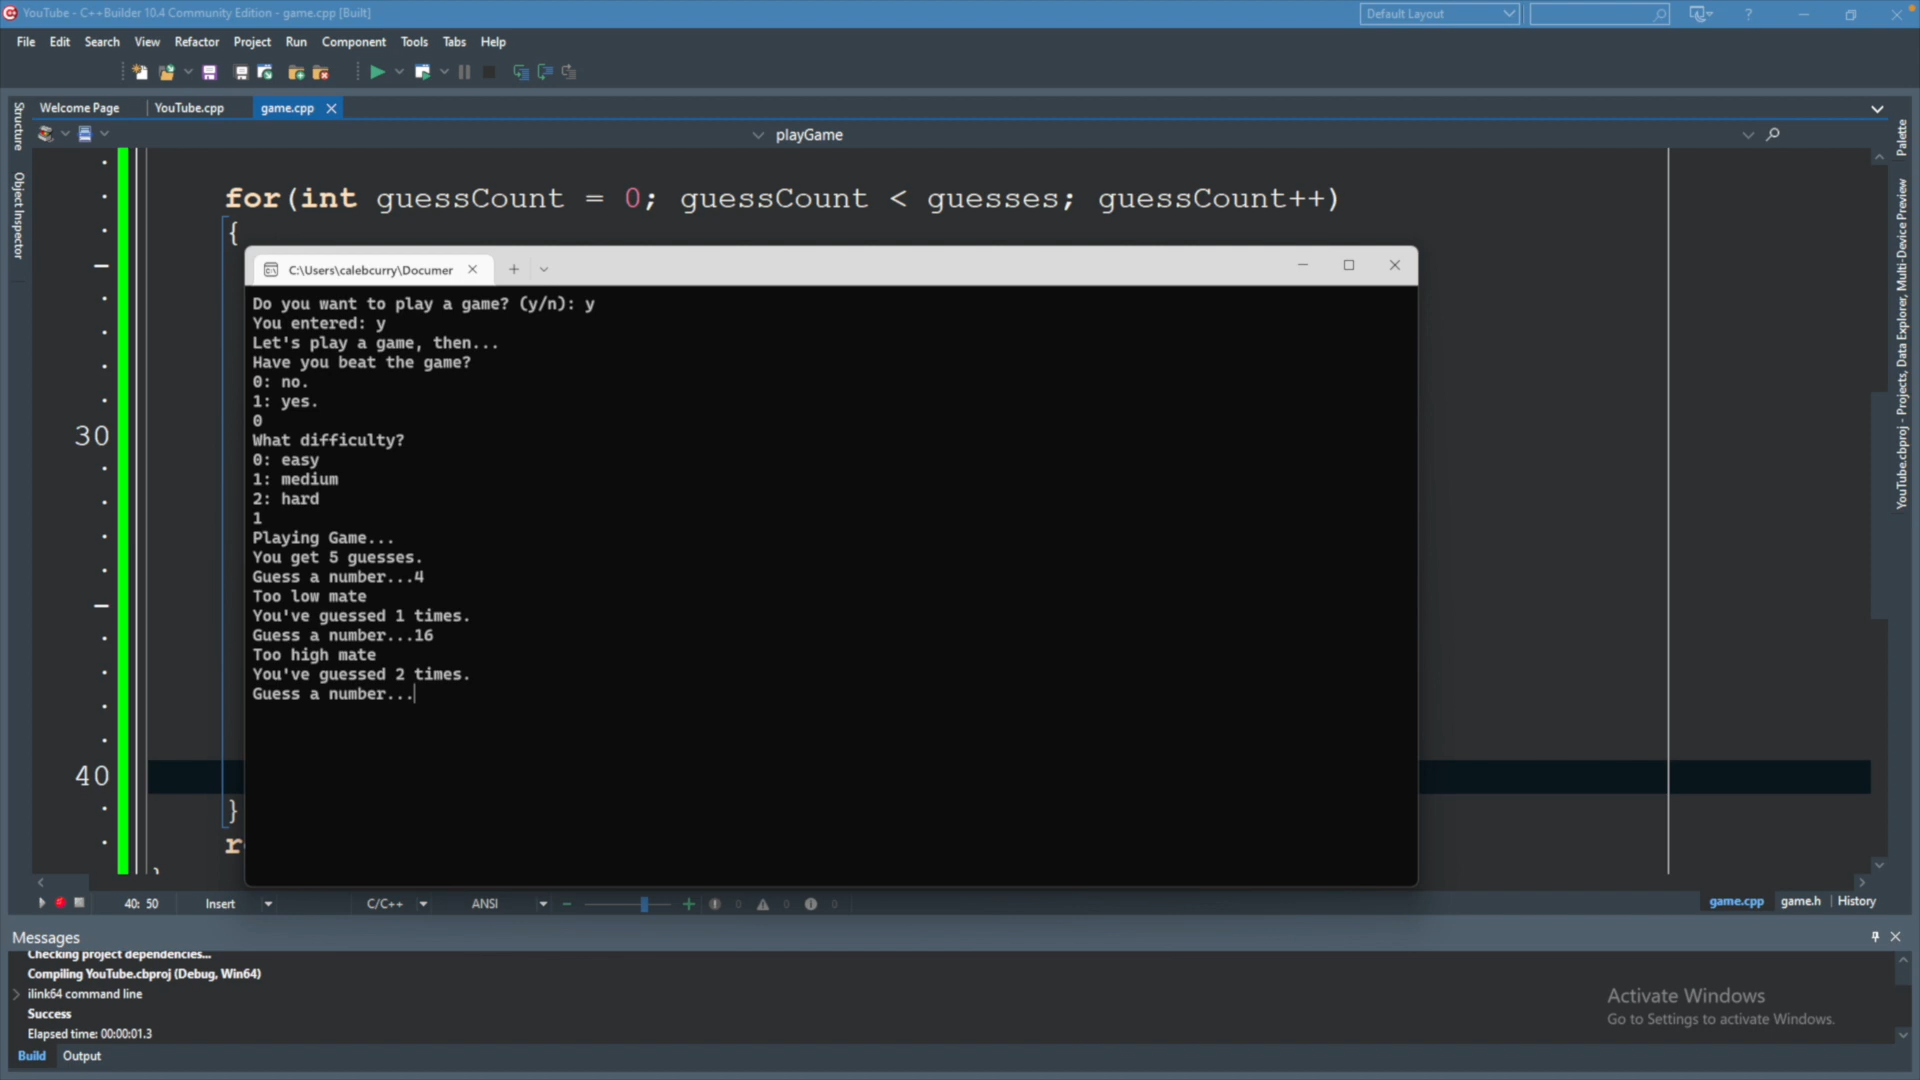 YouTube - C++Builder 10.4 Community Edition - game.cpp [Built]
Default Layout
?
File Edit Search View Refactor Project Run Component Tools Tabs Help
Welcome Page
YouTube.cpp
game.cpp
Structure
Object Inspector
playGame
Palette
YouTube.cbproj - Projects, Data Explorer, Multi-Device Preview
for(int guessCount = 0; guessCount < guesses; guessCount++)
{
C:\Users\calebcurry\Documer
Do you want to play a game? (y/n): y
You entered: y
Let's play a game, then...
Have you beat the game?
0: no.
1: yes.
0
What difficulty?
0: easy
1: medium
2: hard
1
Playing Game...
You get 5 guesses.
Guess a number...4
Too low mate
You've guessed 1 times.
Guess a number...16
Too high mate
You've guessed 2 times.
Guess a number...
30
40
}
40: 50
Insert
C/C++
ANSI
0
0
0
game.cpp
game.h
History
Messages
Checking project dependencies...
Compiling YouTube.cbproj (Debug, Win64)
ilink64 command line
Success
Elapsed time: 00:00:01.3
Build
Output
Activate Windows
Go to Settings to activate Windows.